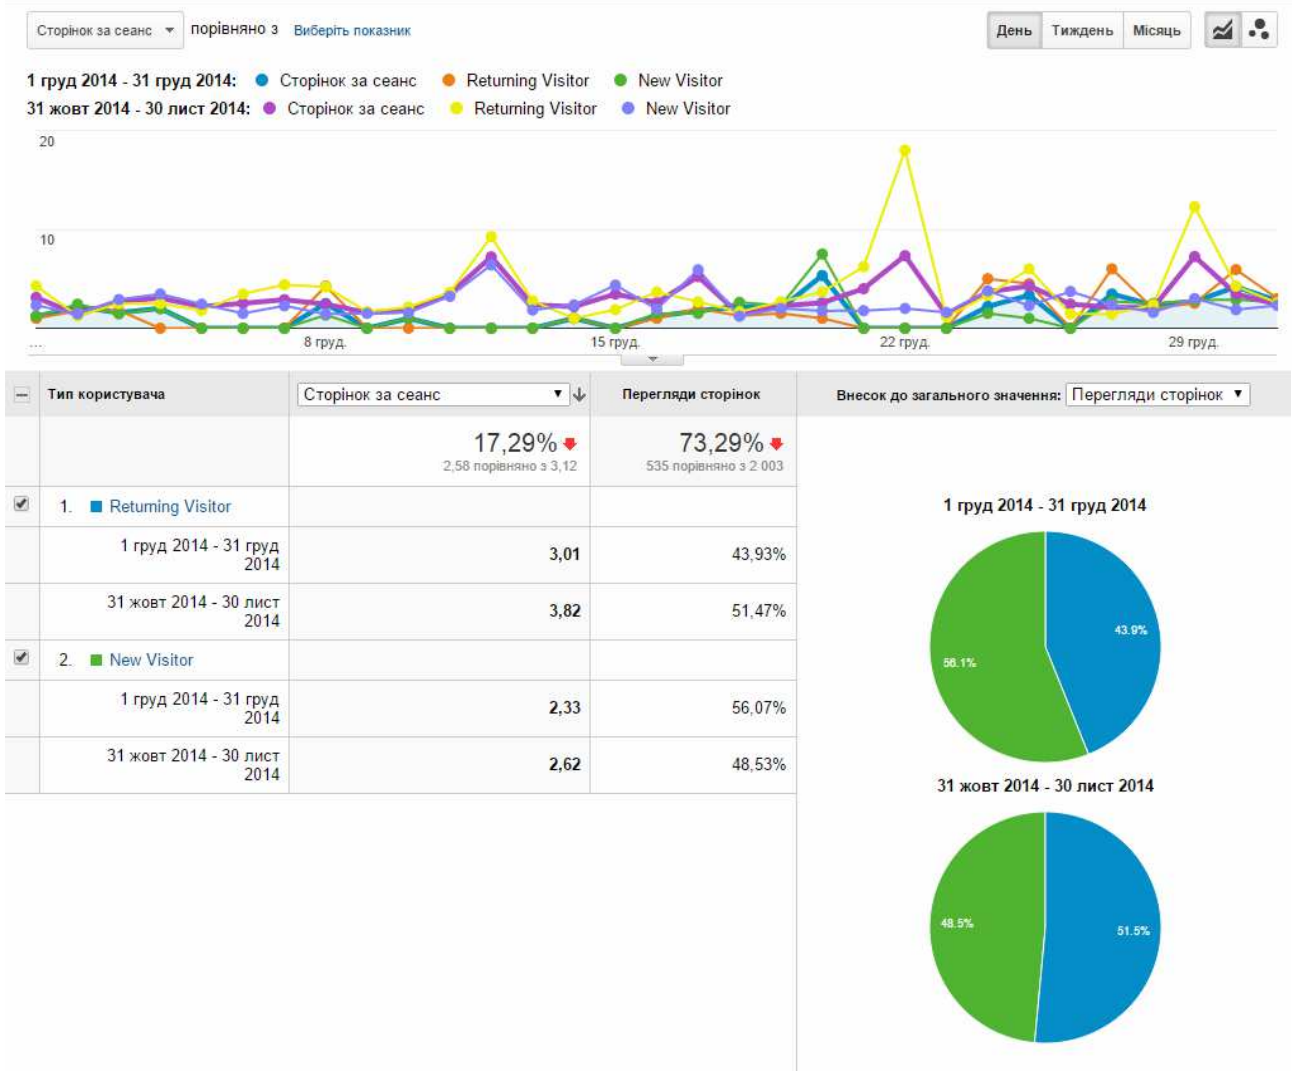 Сторінок за сеанс порівняно з Виберіть показник День Тиждень Місяць
1 груд 2014 - 31 груд 2014: Сторінок за сеанс Returning Visitor New Visitor
31 жовт 2014 - 30 лист 2014: Сторінок за сеанс Returning Visitor New Visitor
20
10
... 8 груд. 15 груд. 22 груд. 29 груд.
Тип користувача Сторінок за сеанс Перегляди сторінок Внесок до загального значення: Перегляди сторінок
17,29% 73,29%
2,58 порівняно з 3,12 535 порівняно з 2 003
1. Returning Visitor
1 груд 2014 - 31 груд
2014
3,01 43,93%
31 жовт 2014 - 30 лист
2014
3,82 51,47%
2. New Visitor
1 груд 2014 - 31 груд
2014
2,33 56,07%
31 жовт 2014 - 30 лист
2014
2,62 48,53%
1 груд 2014 - 31 груд 2014
43.9%
56.1%
31 жовт 2014 - 30 лист 2014
48.5%
51.5%